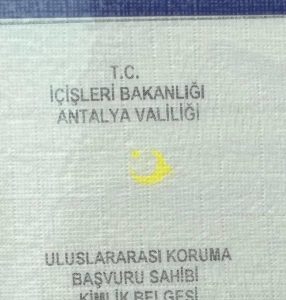 T.C.
İÇİŞLERİ BAKANLIĞI
ANTALYA VALİLİĞİ
ULUSLARARASI KORUMA
BAŞVURU SAHİBİ
KİMLİK BELGESİ